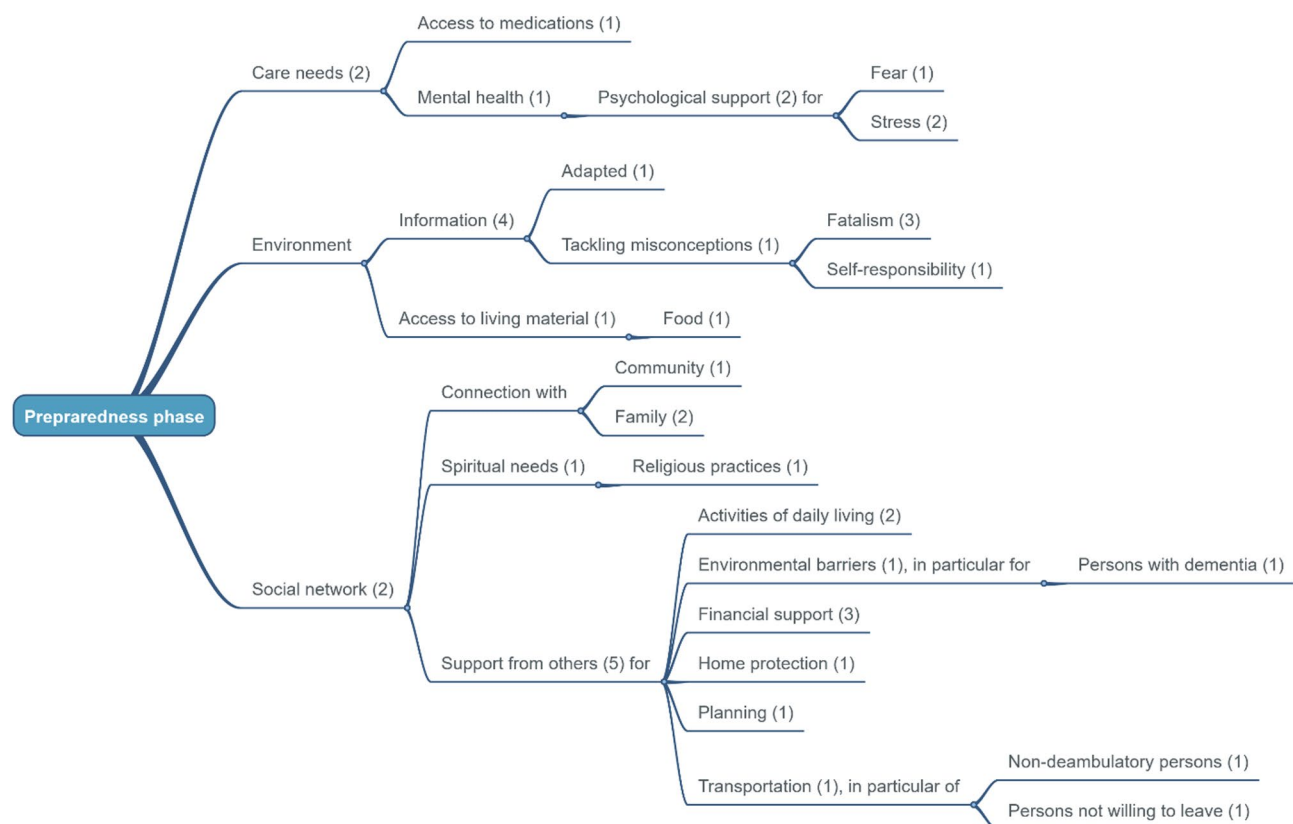 Access to medications (1)
Care needs (2)
Fear (1)
Mental health (1)
Psychological support (2) for
Stress (2)
Adapted (1)
Information (4)
Fatalism (3)
Environment
Tackling misconceptions (1)
Self-responsibility (1)
Access to living material (1)
Food (1)
Community (1)
Connection with
Prepraredness phase
Family (2)
Spiritual needs (1)
Religious practices (1)
Activities of daily living (2)
Environmental barriers (1), in particular for
Persons with dementia (1)
Social network (2)
Financial support (3)
Support from others (5) for
Home protection (1)
Planning (1)
Non-deambulatory persons (1)
Transportation (1), in particular of
Persons not willing to leave (1)